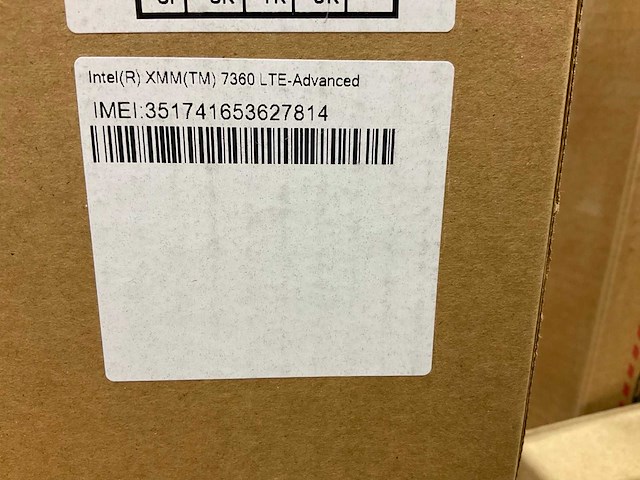 Intel(R) XMM(TM) 7360 LTE-Advanced
IMEI:351741653627814